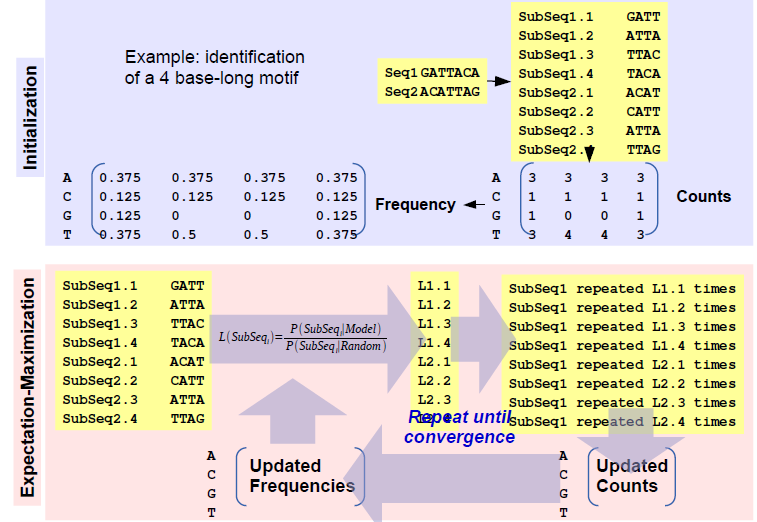 Initialization
Example: identification
of a 4 base-long motif
Seq1 GATTACA
Seq2 ACATTAG
SubSeq1.1 GATT
SubSeq1.2 ATTA
SubSeq1.3 TTAC
SubSeq1.4 TACA
SubSeq2.1 ACAT
SubSeq2.2 CATT
SubSeq2.3 ATTA
SubSeq2. TTAG
A 0.375 0.375 0.375 0.375
C 0.125 0.125 0.125 0.125
G 0.125 0 0 0.125
T 0.375 0.5 0.5 0.375
Frequency
A 3 3 3 3
C 1 1 1 1
G 1 0 0 1
T 3 4 4 3
Counts
Expectation-Maximization
SubSeq1.1 GATT
SubSeq1.2 ATTA
SubSeq1.3 TTAC
SubSeq1.4 TACA
SubSeq2.1 ACAT
SubSeq2.2 CATT
SubSeq2.3 ATTA
SubSeq2.4 TTAG
L(SubSeqi)=P(SubSeqi|Model)
P(SubSeqi|Random)
L1.1
L1.2
L1.3
L1.4
L2.1
L2.2
L2.3
SubSeq1 repeated L1.1 times
SubSeq1 repeated L1.2 times
SubSeq1 repeated L1.3 times
SubSeq1 repeated L1.4 times
SubSeq1 repeated L2.1 times
SubSeq1 repeated L2.2 times
SubSeq1 repeated L2.3 times
SubSeq1 repeated L2.4 times
Repeat until
convergence
A
C
G
T
Updated
Frequencies
A
C
G
T
Updated
Counts